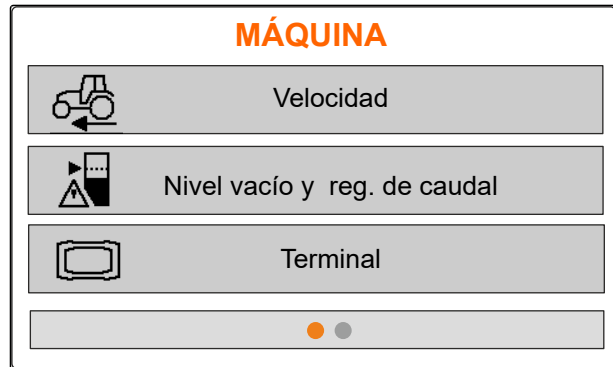 MÁQUINA
Velocidad
Nivel vacío y reg. de caudal
Terminal